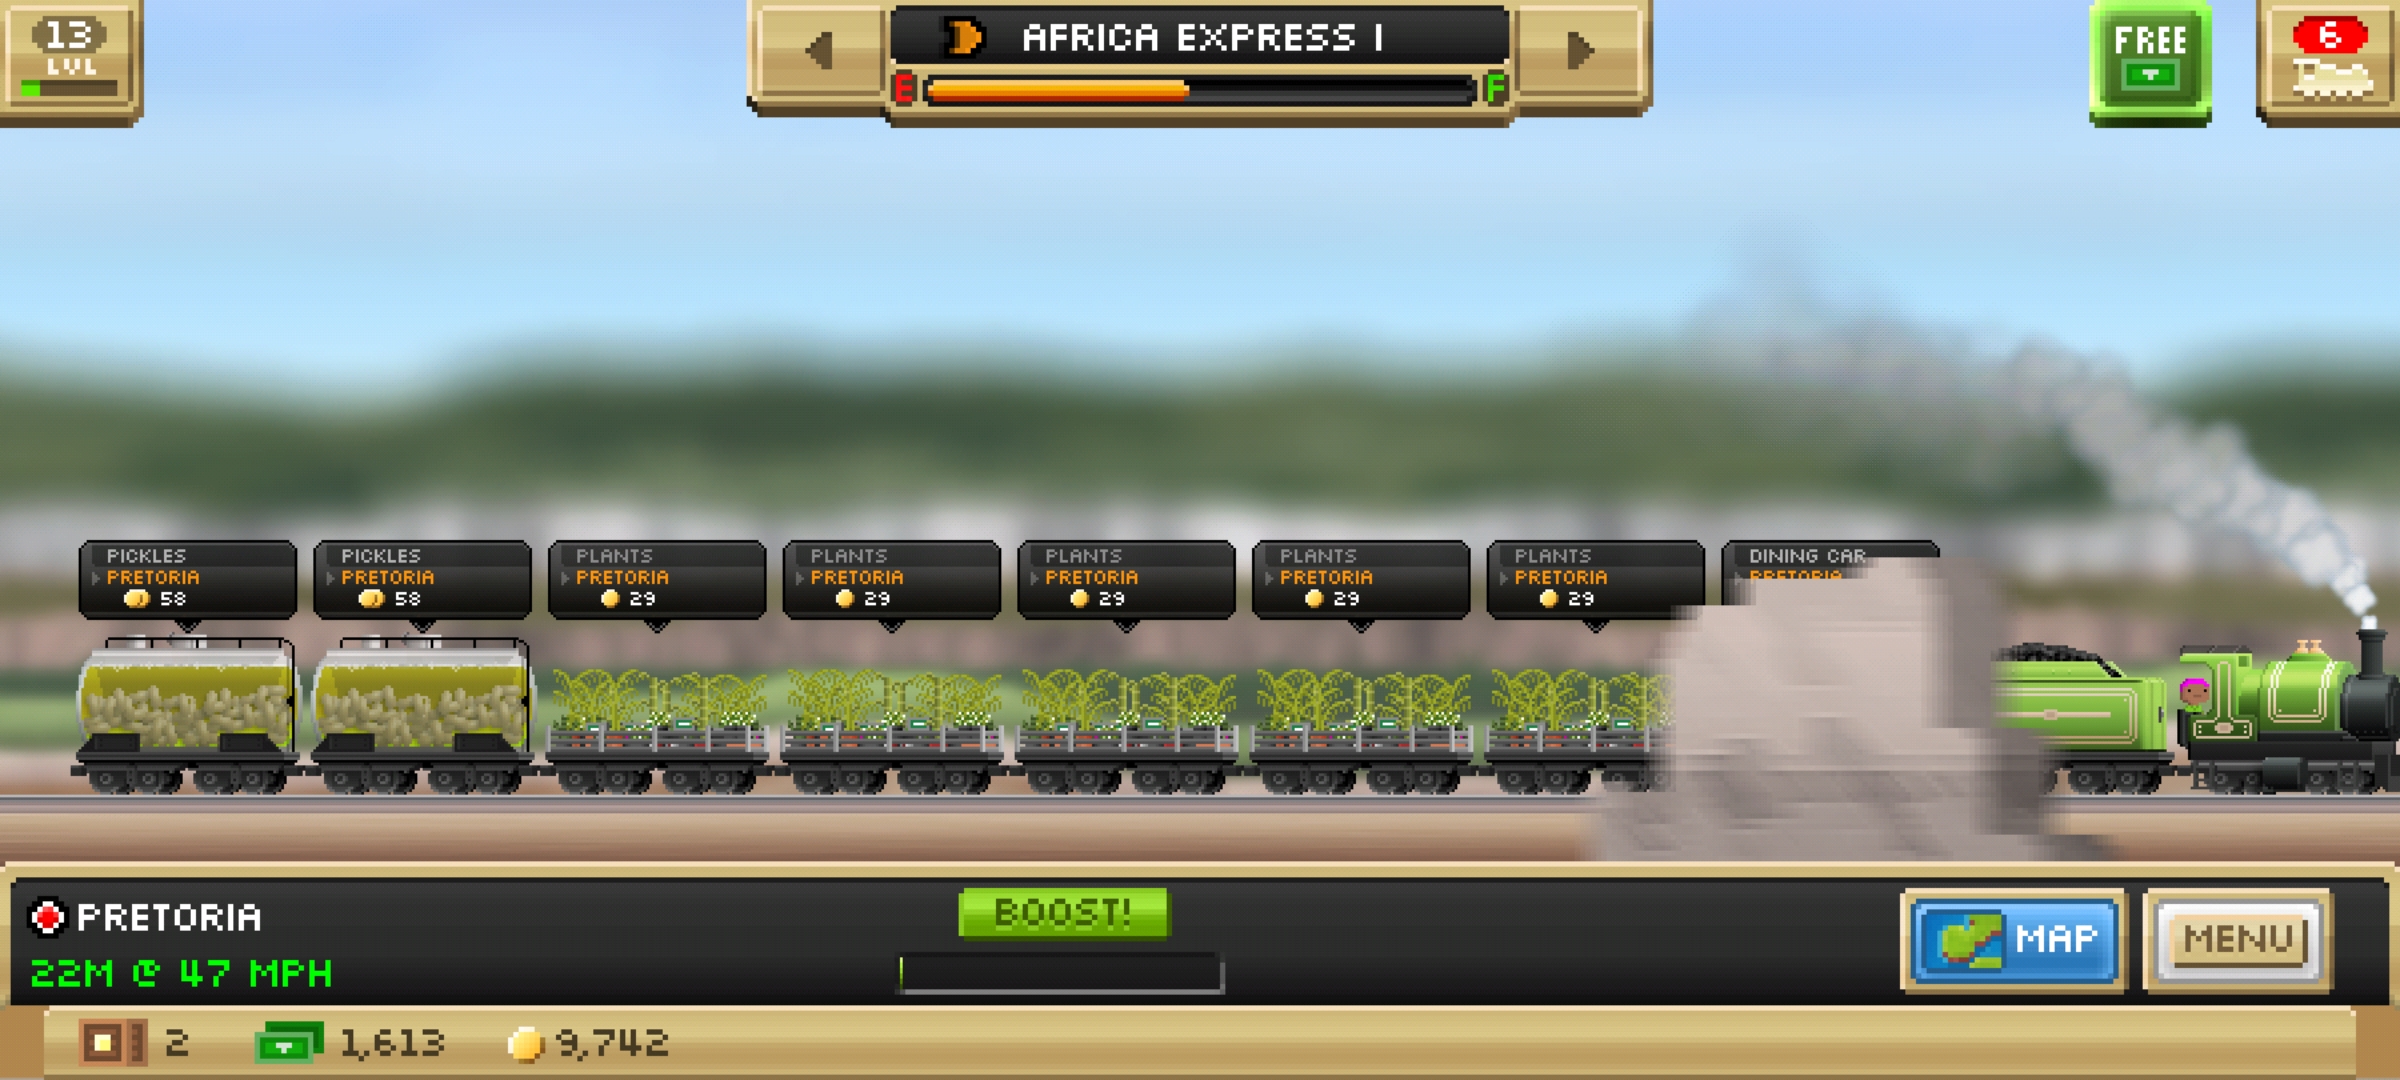 13
LVL
AFRICA EXPRESS I
E F
FREE
6
PICKLES
PRETORIA
58
PICKLES
PRETORIA
58
PLANTS
PRETORIA
29
PLANTS
PRETORIA
29
PLANTS
PRETORIA
29
PLANTS
PRETORIA
29
PLANTS
PRETORIA
29
DINING CAR
PRETORIA
PRETORIA
22M @ 47 MPH
BOOST!
MAP
MENU
2 1,613 9,742